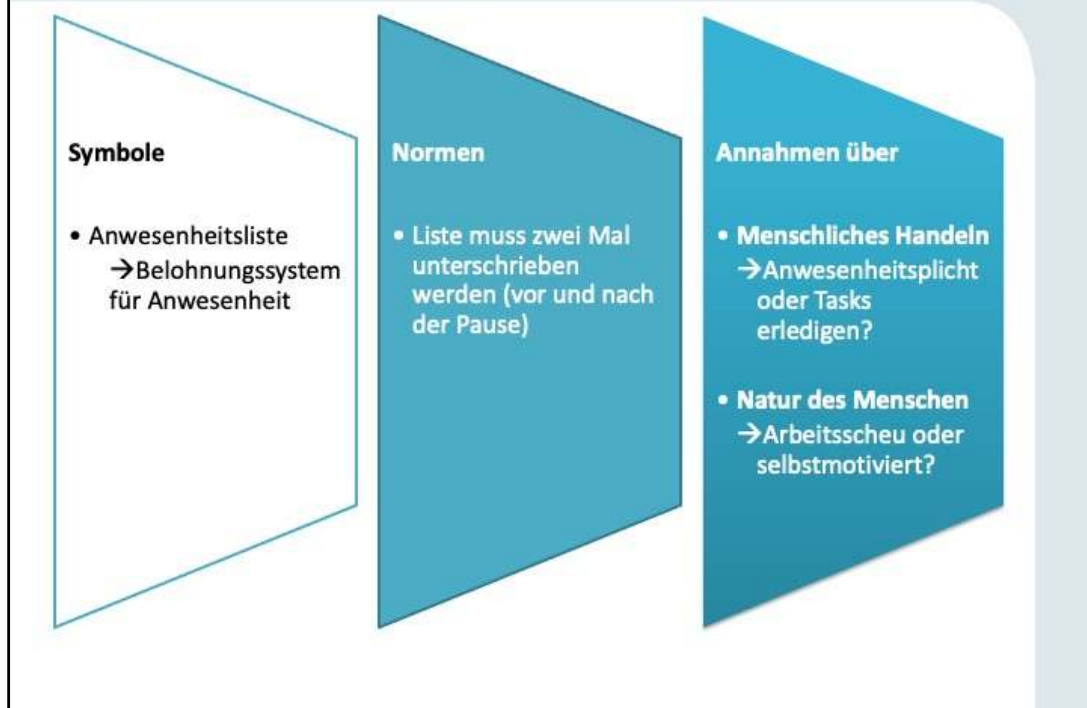 Symbole
• Anwesenheitsliste
→Belohnungssystem
für Anwesenheit
Normen
• Liste muss zwei Mal
unterschrieben
werden (vor und nach
der Pause)
Annahmen über
• Menschliches Handeln
→Anwesenheitsplicht
oder Tasks
erledigen?
• Natur des Menschen
→Arbeitsscheu oder
selbstmotiviert?